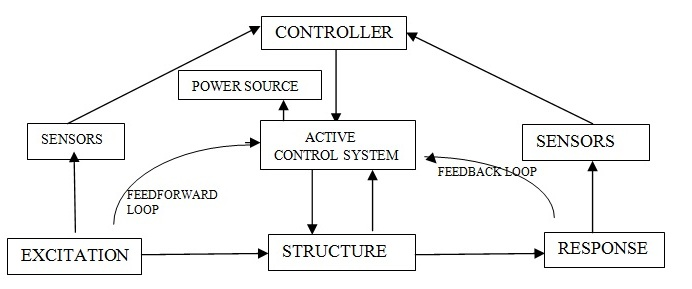 CONTROLLER
POWER SOURCE
SENSORS
ACTIVE
CONTROL SYSTEM
SENSORS
FEEDBACK LOOP
FEEDFORWARD
LOOP
EXCITATION
STRUCTURE
RESPONSE